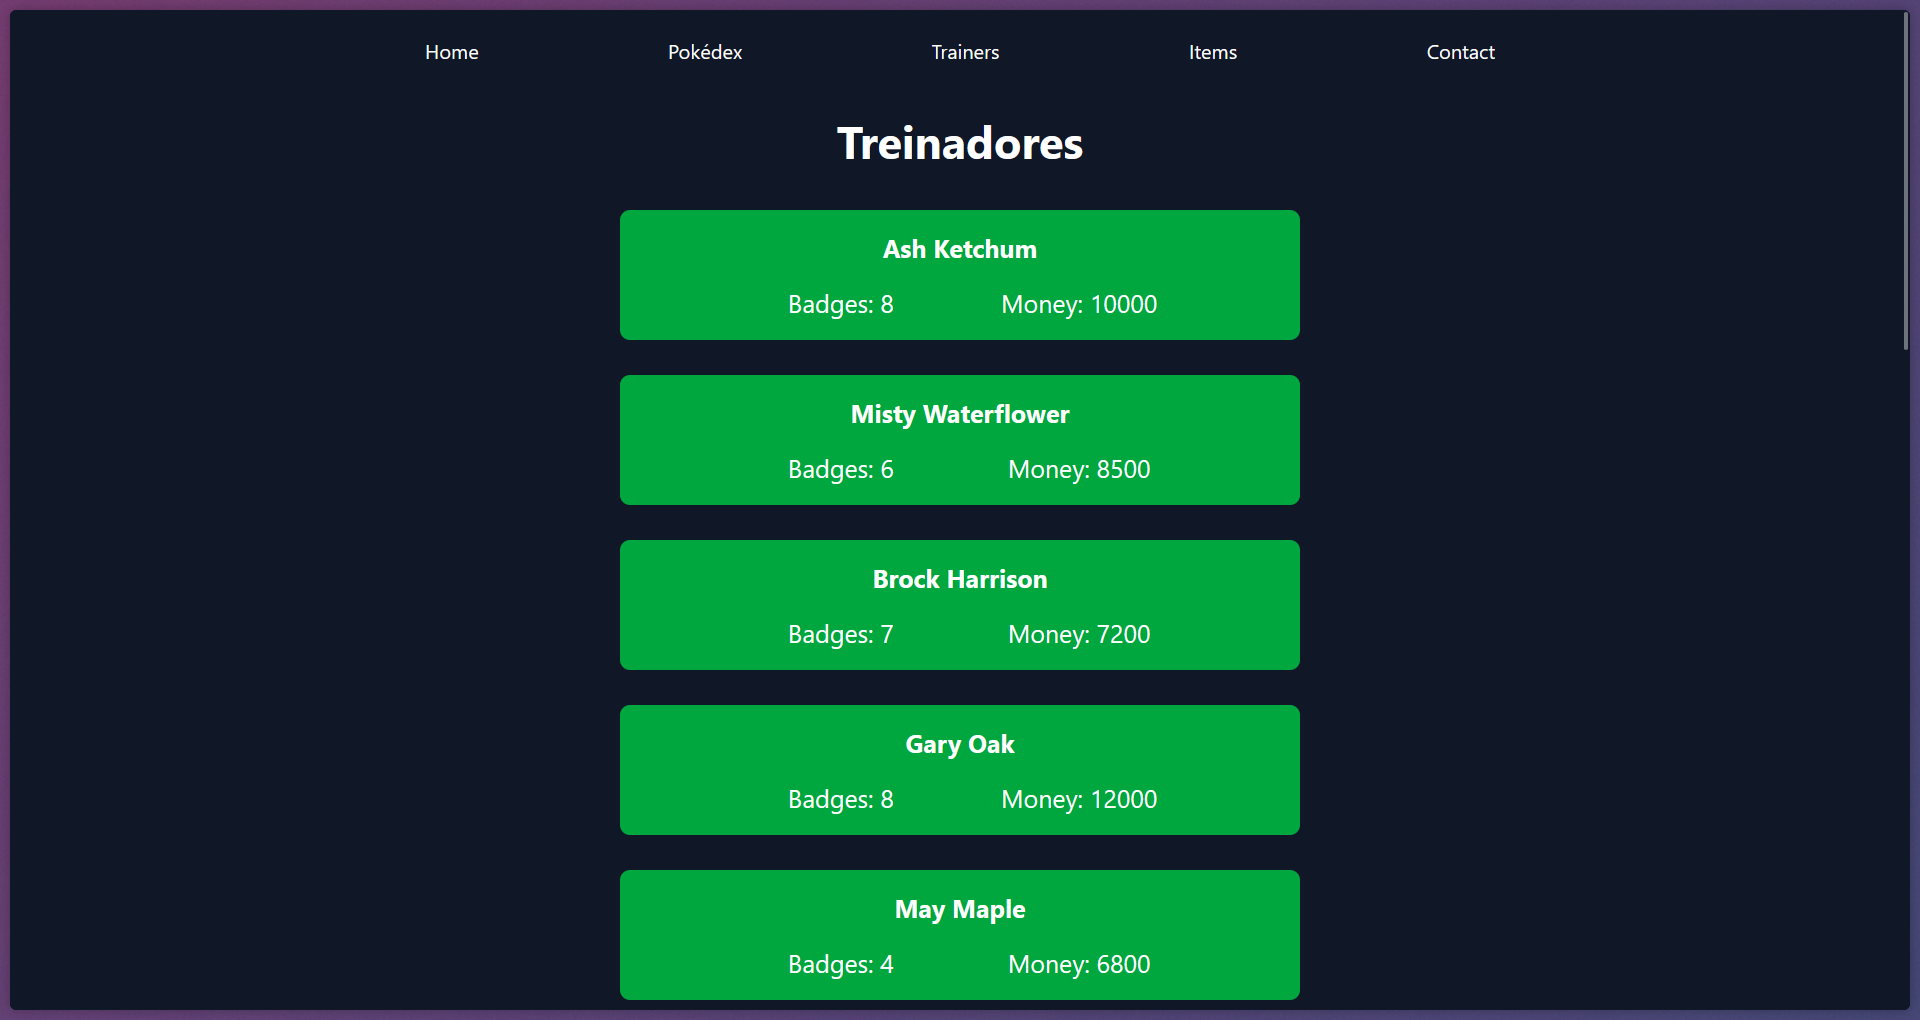 Home Pokédex Trainers Items Contact
Treinadores
Ash Ketchum
Badges: 8 Money: 10000
Misty Waterflower
Badges: 6 Money: 8500
Brock Harrison
Badges: 7 Money: 7200
Gary Oak
Badges: 8 Money: 12000
May Maple
Badges: 4 Money: 6800